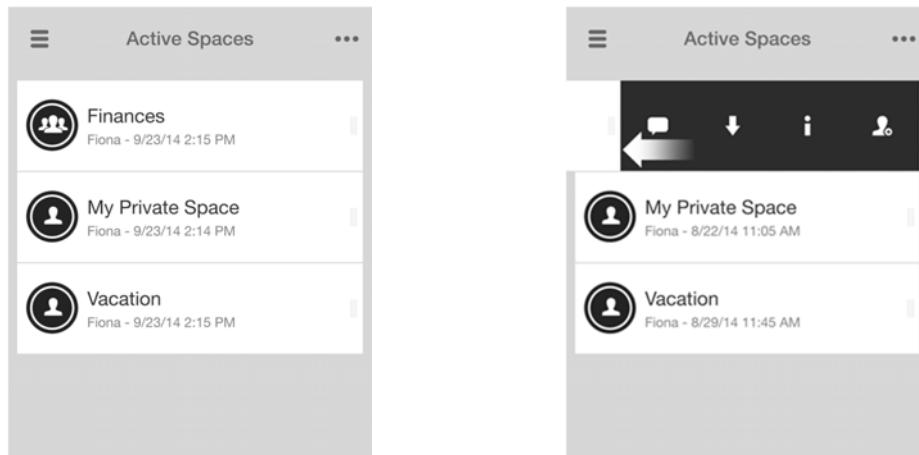 Active Spaces
Finances
Fiona - 9/23/14 2:15 PM
My Private Space
Fiona - 9/23/14 2:14 PM
Vacation
Fiona - 9/23/14 2:15 PM
Active Spaces
My Private Space
Fiona - 8/22/14 11:05 AM
Vacation
Fiona - 8/29/14 11:45 AM